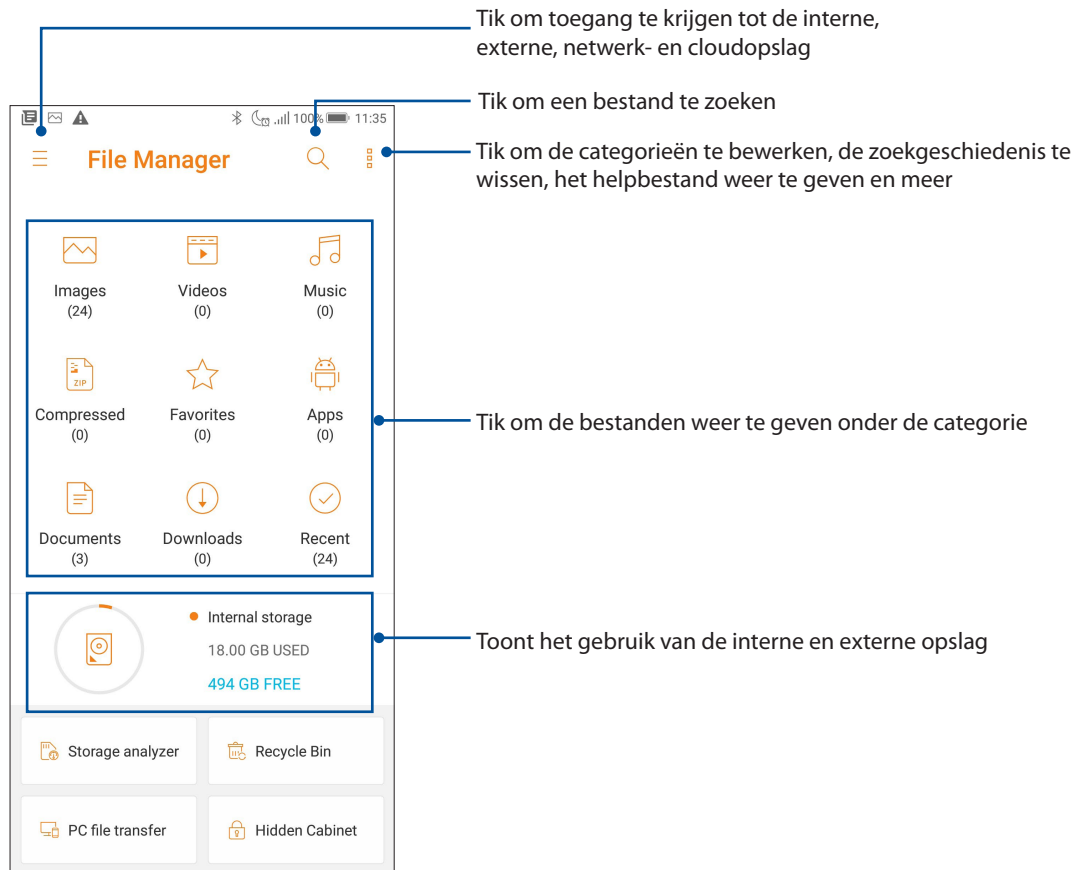 Tik om toegang te krijgen tot de interne,
externe, netwerk- en cloudopslag
Tik om een bestand te zoeken
100% 11:35
File Manager
Tik om de categorieën te bewerken, de zoekgeschiedenis te
wissen, het helpbestand weer te geven en meer
Images Videos Music
(24) (0) (0)
ZIP
Compressed Favorites Apps
(0) (0) (0)
Tik om de bestanden weer te geven onder de categorie
Documents Downloads Recent
(3) (0) (24)
Internal storage
18.00 GB USED
494 GB FREE
Toont het gebruik van de interne en externe opslag
Storage analyzer Recycle Bin
PC file transfer Hidden Cabinet